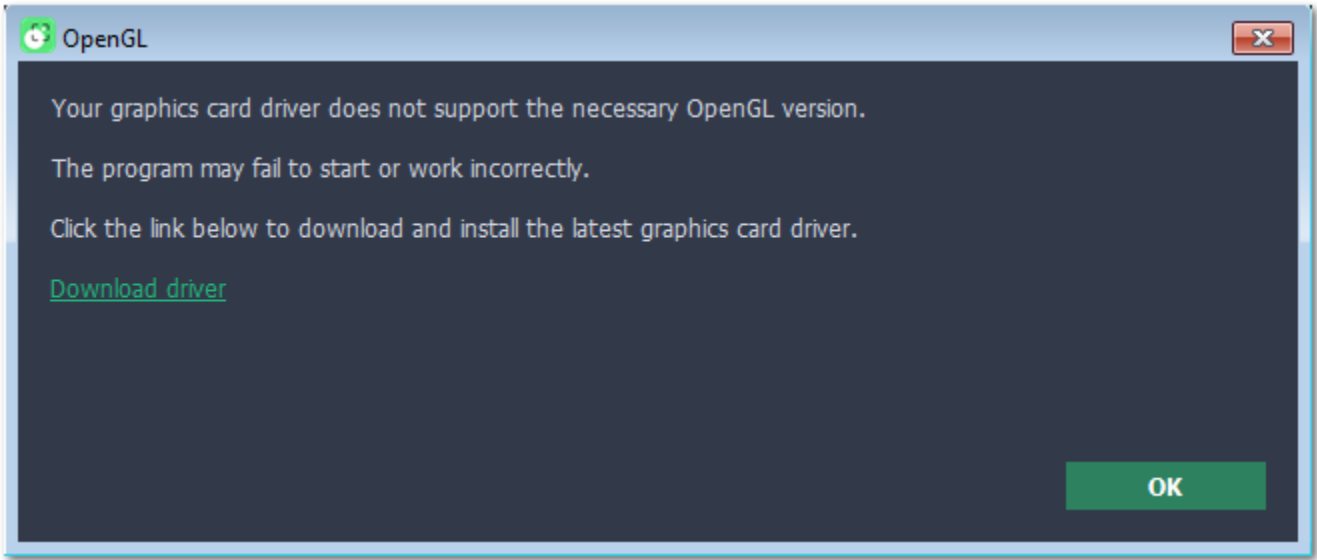 OpenGL
Your graphics card driver does not support the necessary OpenGL version.
The program may fail to start or work incorrectly.
Click the link below to download and install the latest graphics card driver.
Download driver
OK